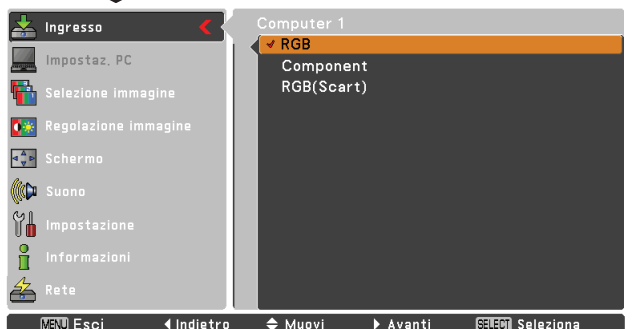 Ingresso
Impostaz. PC
Selezione immagine
Regolazione immagine
Schermo
Suono
Impostazione
Informazioni
Rete
Computer 1
RGB
Component
RGB(Scart)
MENU Esci Indietro Muovi Avanti SELECT Seleziona